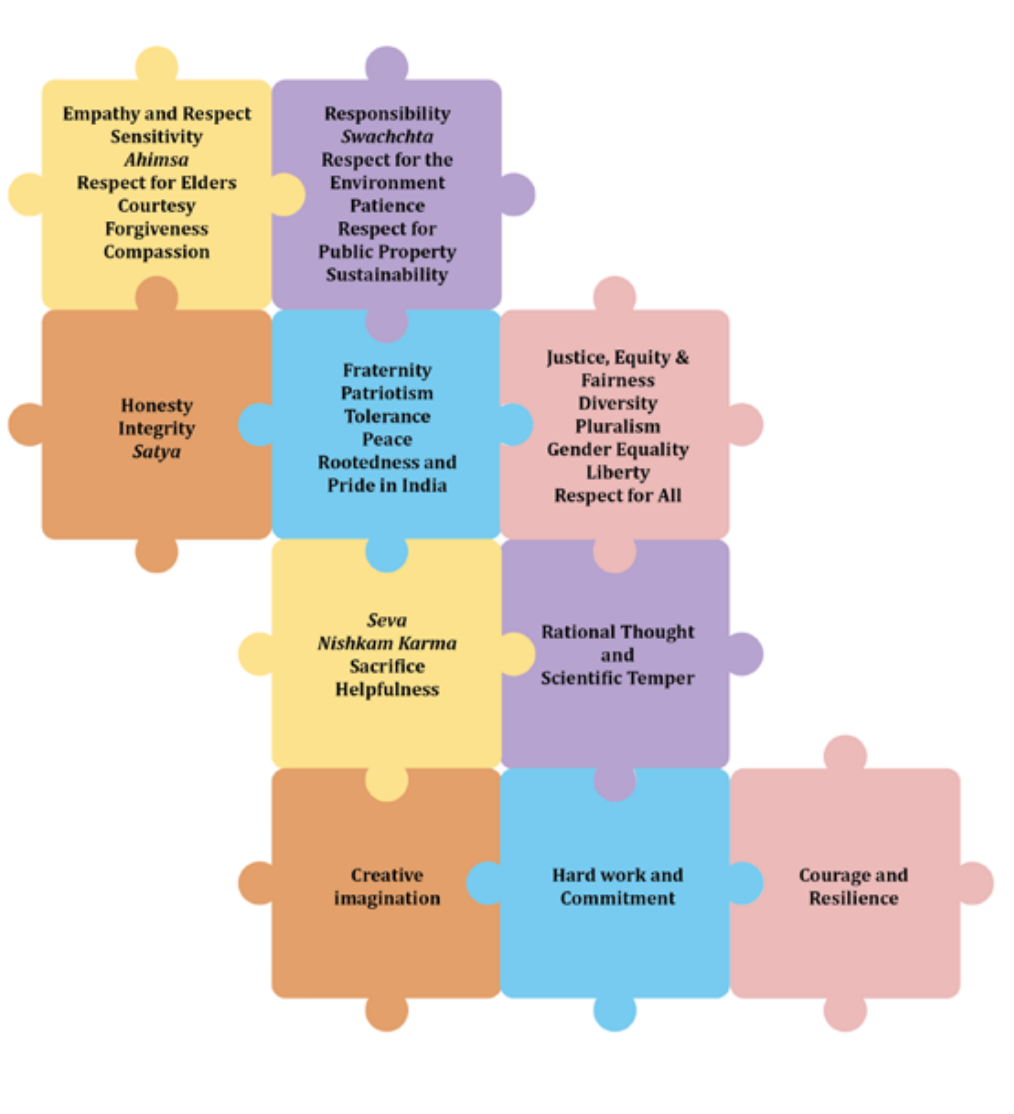 Empathy and Respect
Sensitivity
Ahimsa
Respect for Elders
Courtesy
Forgiveness
Compassion
Responsibility
Swachchta
Respect for the
Environment
Patience
Respect for
Public Property
Sustainability
Honesty
Integrity
Satya
Fraternity
Patriotism
Tolerance
Peace
Rootedness and
Pride in India
Justice, Equity &
Fairness
Diversity
Pluralism
Gender Equality
Liberty
Respect for All
Seva
Nishkam Karma
Sacrifice
Helpfulness
Rational Thought
and
Scientific Temper
Creative
imagination
Hard work and
Commitment
Courage and
Resilience